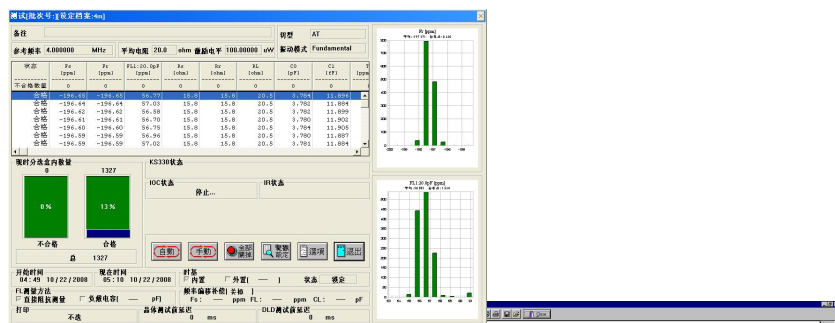 测试[批次号:][设定档案:4m]
备注
切型 AT
参考频率 4.000000 MHz 平均电阻 20.0 ohm 激励电平 100.00000 uW 振动模式 Fundamental
状态 Fs Fr FL1:20.0pF Rs Rr RL C0 C1
[ppm] [ppm] [ppm] [ohm] [ohm] [ohm] [pF] [fF]
不合格数量 0 0 0 0 0 0 0 0
合格 -196.65 -196.65 56.77 15.8 15.8 20.5 3.784 11.896
合格 -196.64 -196.64 57.03 15.8 15.8 20.5 3.782 11.884
合格 -196.62 -196.62 56.58 15.8 15.8 20.5 3.782 11.899
合格 -196.61 -196.61 56.70 15.8 15.8 20.5 3.780 11.902
合格 -196.60 -196.60 56.75 15.8 15.8 20.5 3.784 11.905
合格 -196.59 -196.59 56.96 15.8 15.8 20.5 3.780 11.887
合格 -196.59 -196.59 57.02 15.8 15.8 20.5 3.781 11.884
现时分选盒内数量
0 1327
0% 13%
不合格 合格
总 1327
KS330状态
IOC状态 IR状态
停止...
自動 手動 全部 關掉 選項 退出
开始时间 现在时间 时基
04:49 10/22/2008 05:10 10/22/2008 内置 外置[ — ] 状态 锁定
FL测量方法 频率偏移补偿[ ]
直接阻抗测量 负载电容[ — pF] Fs: — ppm FL: — ppm CL: — pF
打印 晶体测试前延迟 DLD测试前延迟
不选 0 ms 0 ms
Fr [ppm]
FL1:20.0pF [ppm]